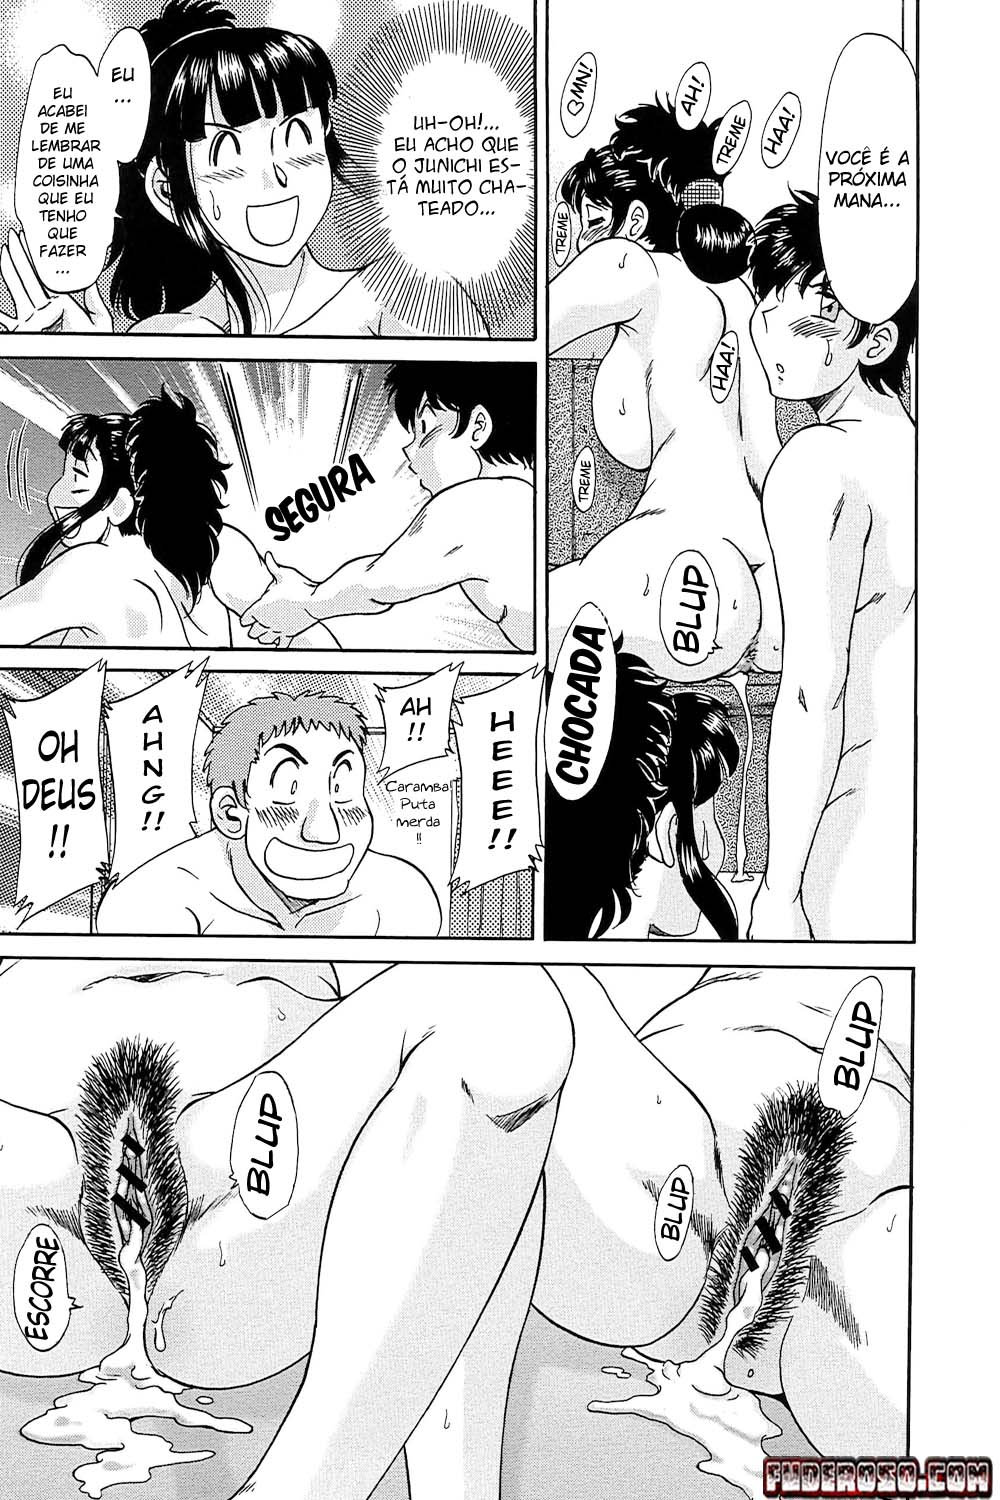 VOCÊ É A
PRÓXIMA
MANA...
MN!
AH!
TREME
HAA!
TREME
HAA!
TREME
BLUP
CHOCADA
UH-OH!...
EU ACHO QUE
O JUNICHI ES-
TÁ MUITO CHA-
TEADO...
EU
...
EU
ACABEI
DE ME
LEMBRAR
DE UMA
COISINHA
QUE EU
TENHO
QUE
FAZER
...
SEGURA
HEEE!!
AH
!!
Caramba!
Puta
merda
!!
AHNG!!
OH
DEUS
!!
BLUP
BLUP
BLUP
ESCORRE
FUDEROSO.COM